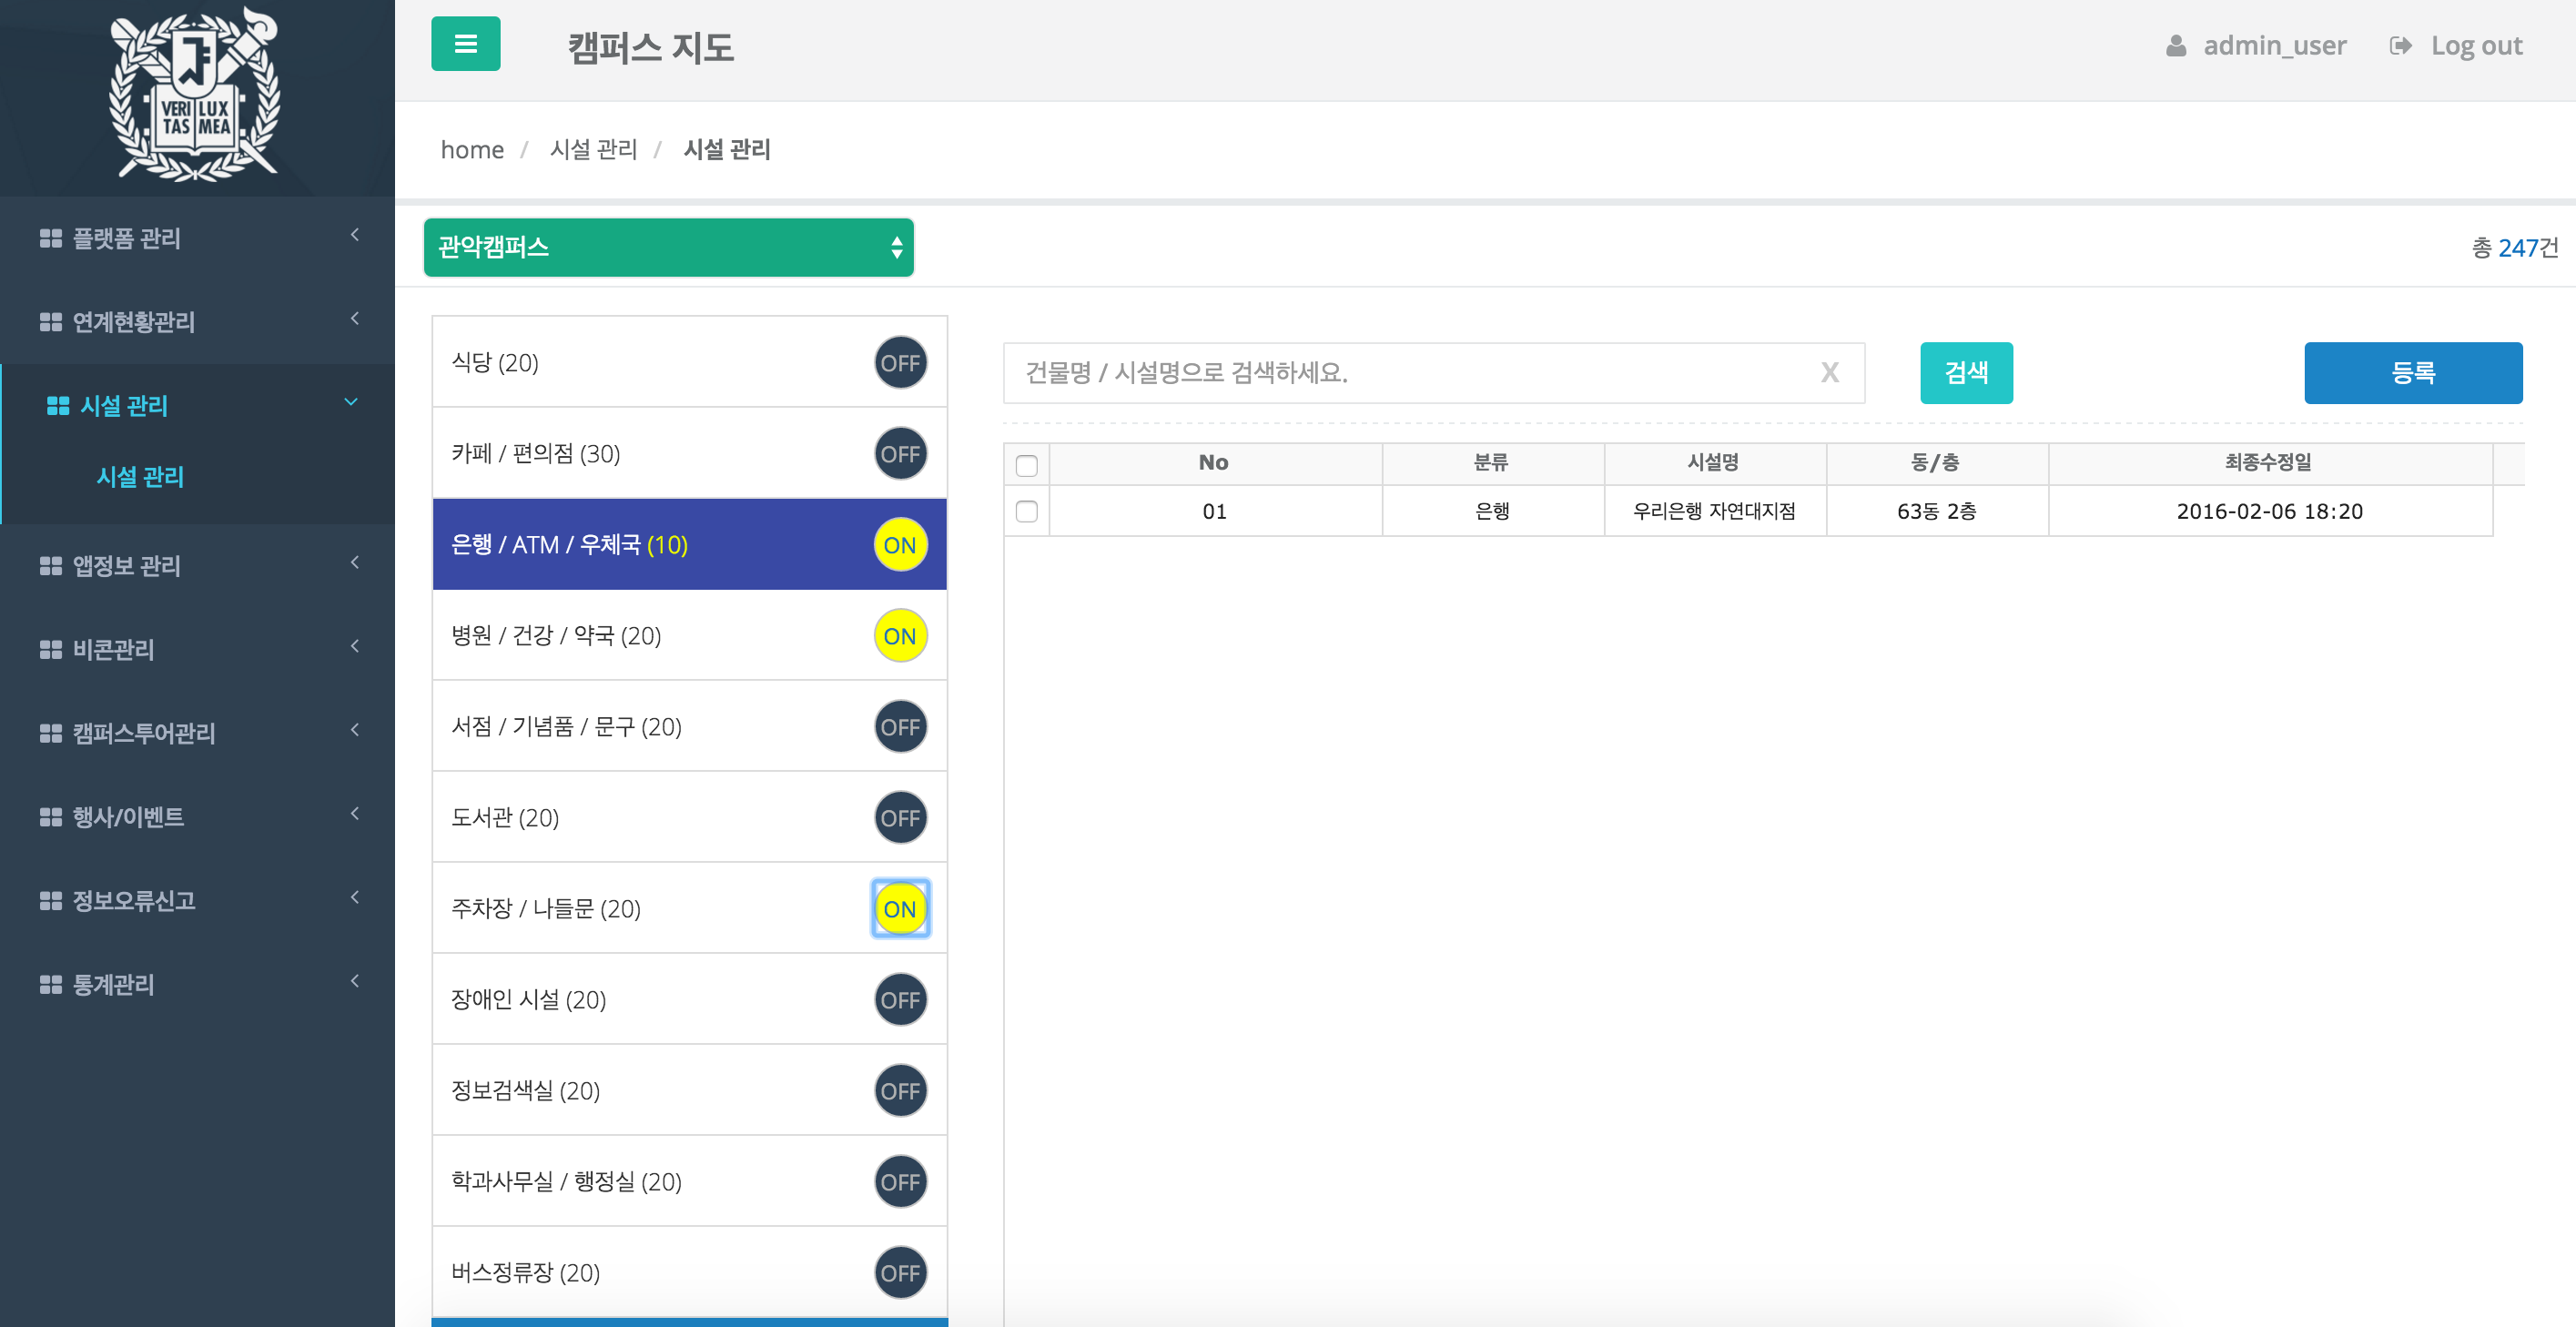 VERI LUX
TAS MEA
캠퍼스 지도
admin_user
Log out
home / 시설 관리 / 시설 관리
플랫폼 관리
연계현황관리
시설 관리
시설 관리
앱정보 관리
비콘관리
캠퍼스투어관리
행사/이벤트
정보오류신고
통계관리
관악캠퍼스
총 247건
식당 (20) OFF
카페 / 편의점 (30) OFF
은행 / ATM / 우체국 (10) ON
병원 / 건강 / 약국 (20) ON
서점 / 기념품 / 문구 (20) OFF
도서관 (20) OFF
주차장 / 나들문 (20) ON
장애인 시설 (20) OFF
정보검색실 (20) OFF
학과사무실 / 행정실 (20) OFF
버스정류장 (20) OFF
건물명 / 시설명으로 검색하세요. X
검색
등록
No 분류 시설명 동/층 최종수정일
01 은행 우리은행 자연대지점 63동 2층 2016-02-06 18:20